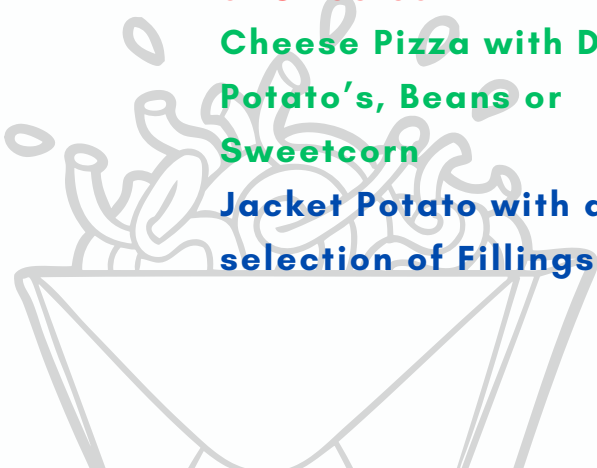 Cheese Pizza with D
Potato’s, Beans or
Sweetcorn
Jacket Potato with a
selection of Fillings